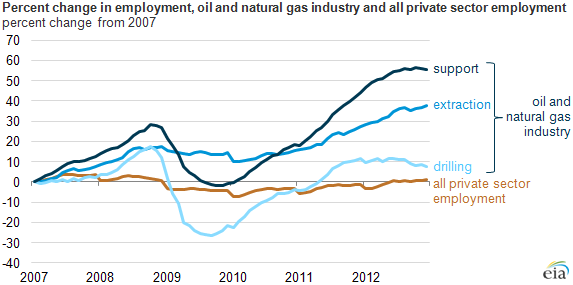 Percent change in employment, oil and natural gas industry and all private sector employment
percent change from 2007
70
60
50
40
30
20
10
0
-10
-20
-30
-40
2007
2008
2009
2010
2011
2012
support
extraction
drilling
all private sector
employment
oil and
natural gas
industry
eia